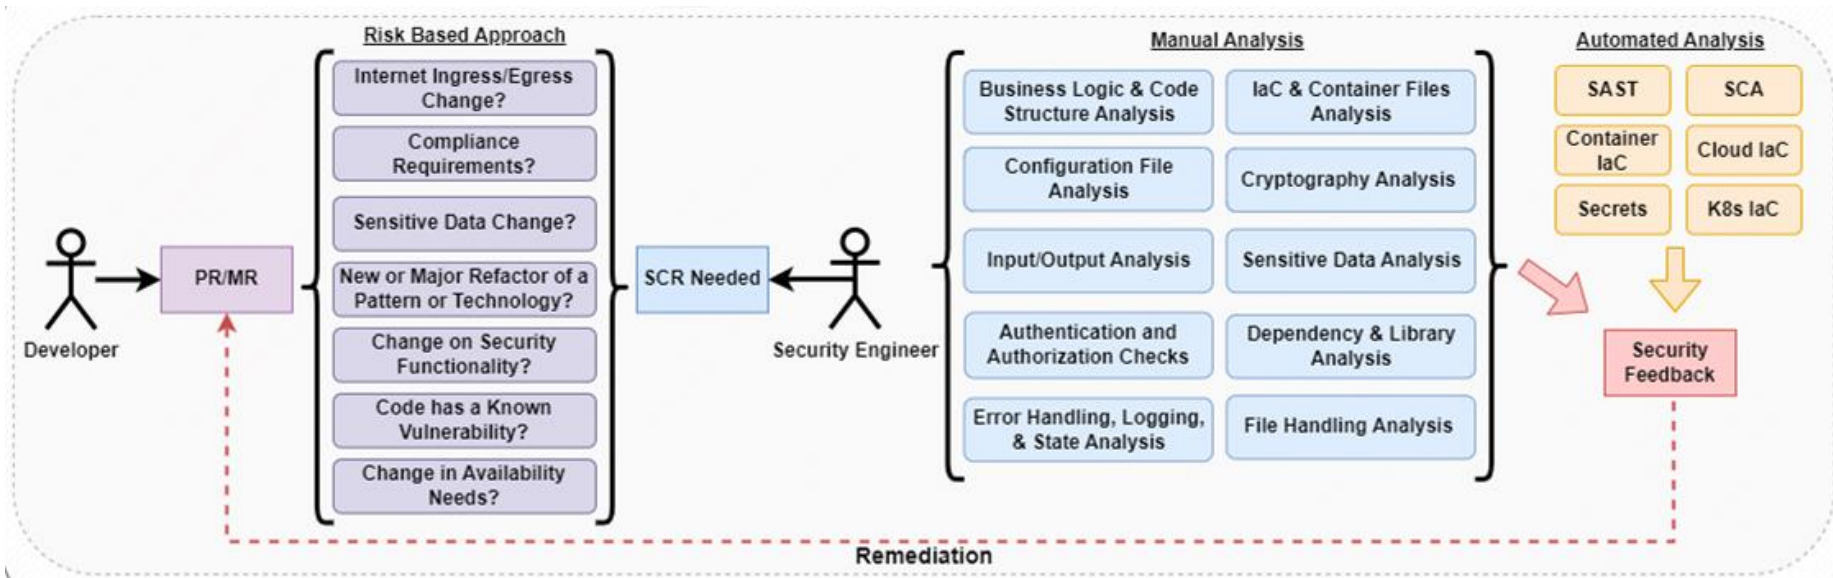 Risk Based Approach
Internet Ingress/Egress
Change?
Compliance
Requirements?
Sensitive Data Change?
New or Major Refactor of a
Pattern or Technology?
Change on Security
Functionality?
Code has a Known
Vulnerability?
Change in Availability
Needs?
Developer
PR/MR
SCR Needed
Security Engineer
Manual Analysis
Business Logic & Code
Structure Analysis
IaC & Container Files
Analysis
Configuration File
Analysis
Cryptography Analysis
Input/Output Analysis
Sensitive Data Analysis
Authentication and
Authorization Checks
Dependency & Library
Analysis
Error Handling, Logging,
& State Analysis
File Handling Analysis
Automated Analysis
SAST
SCA
Container
IaC
Cloud IaC
Secrets
K8s IaC
Security
Feedback
Remediation